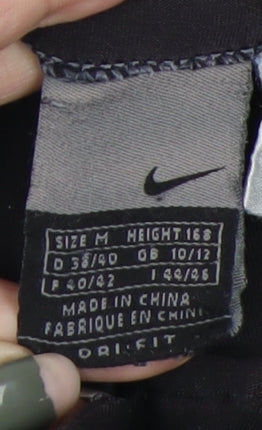 SIZE M HEIGHT 168
D 38/40 GB 10/12
F 40/42 I 44/46
MADE IN CHINA
FABRIQUE EN CHINE
DRI-FIT